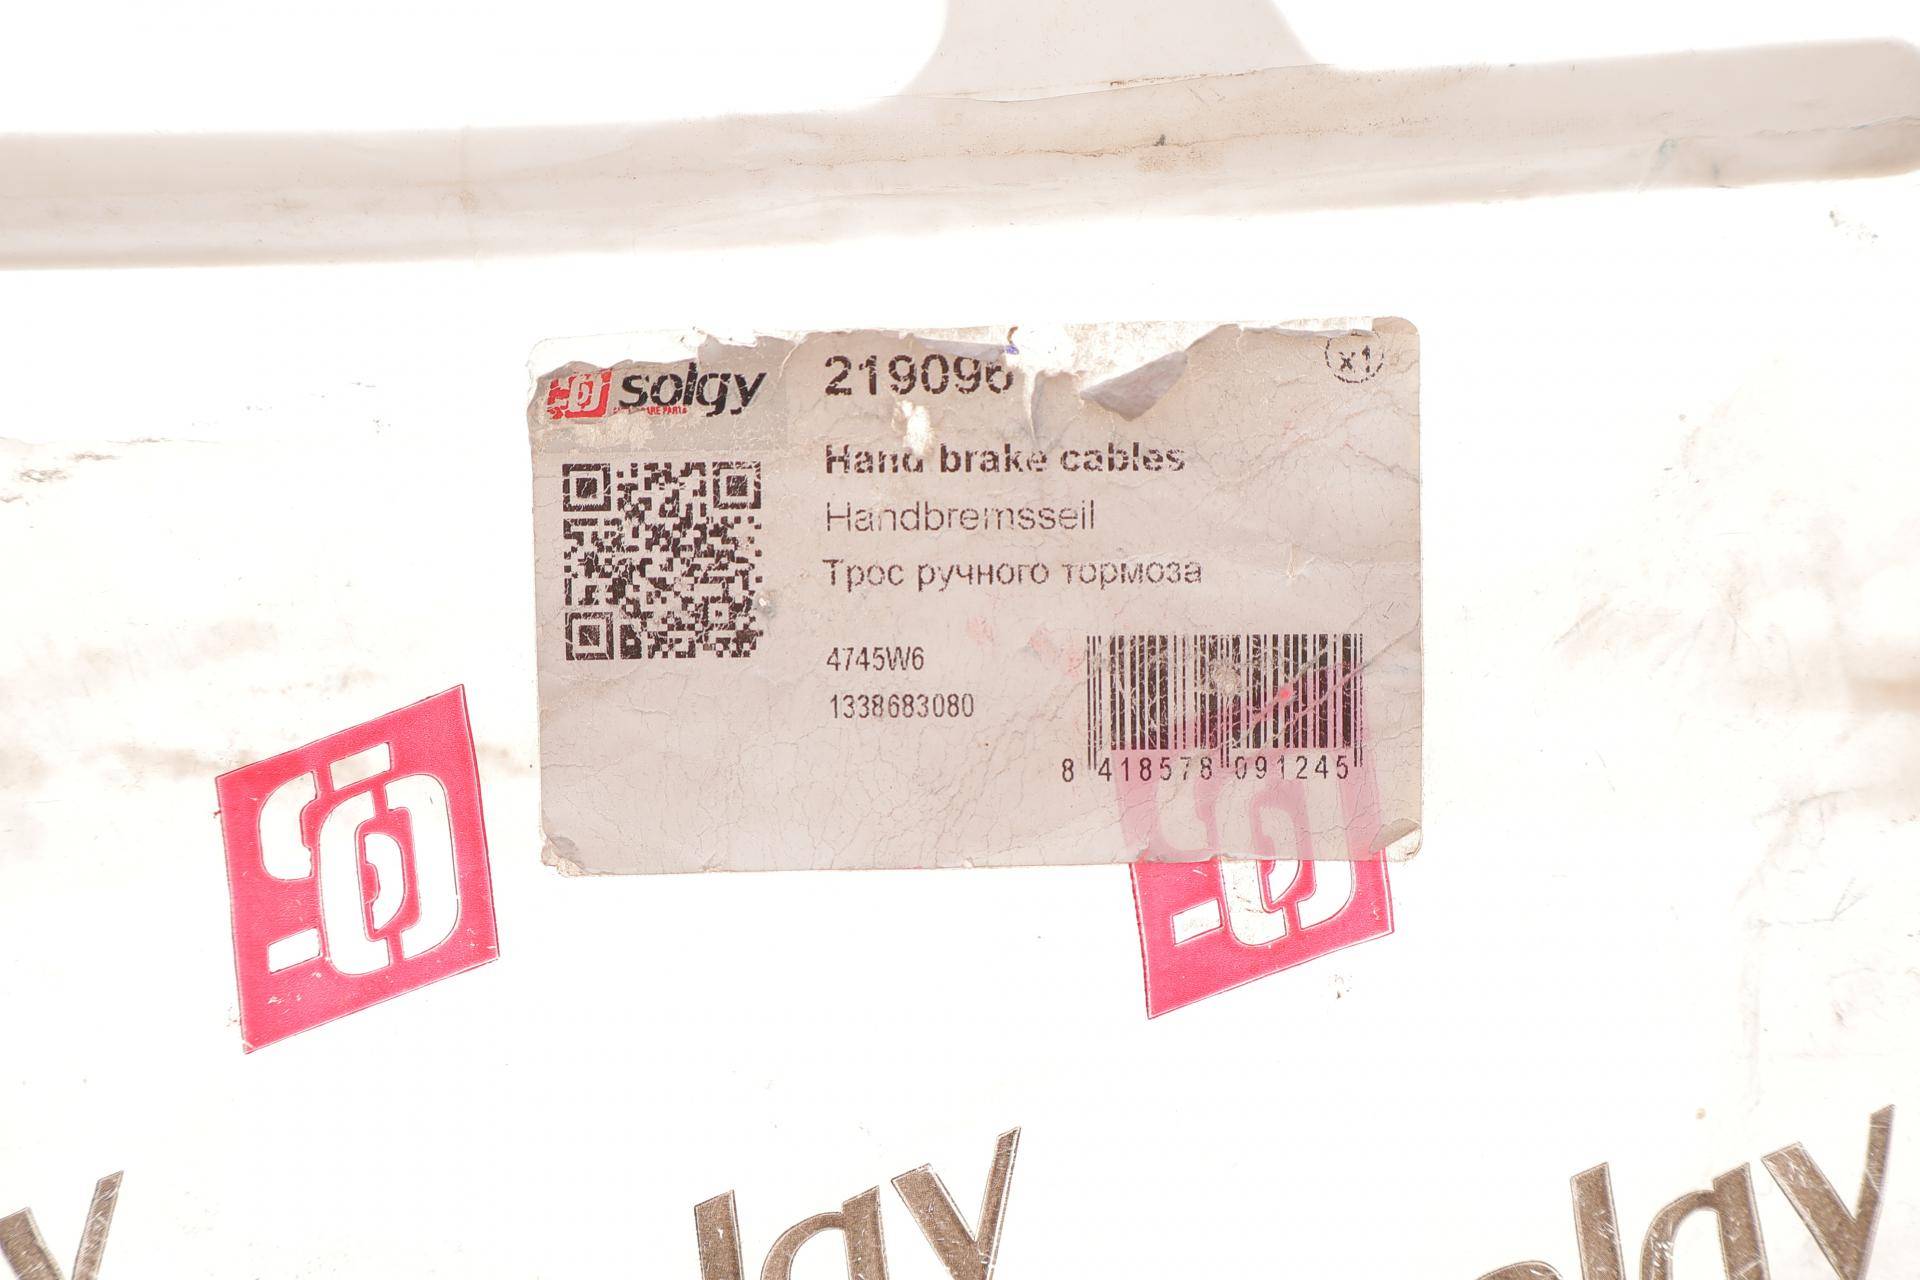 solgy
219096
x1
Hand brake cables
Handbremsseil
Трос ручного тормоза
4745W6
1338683080
8 418578 091245